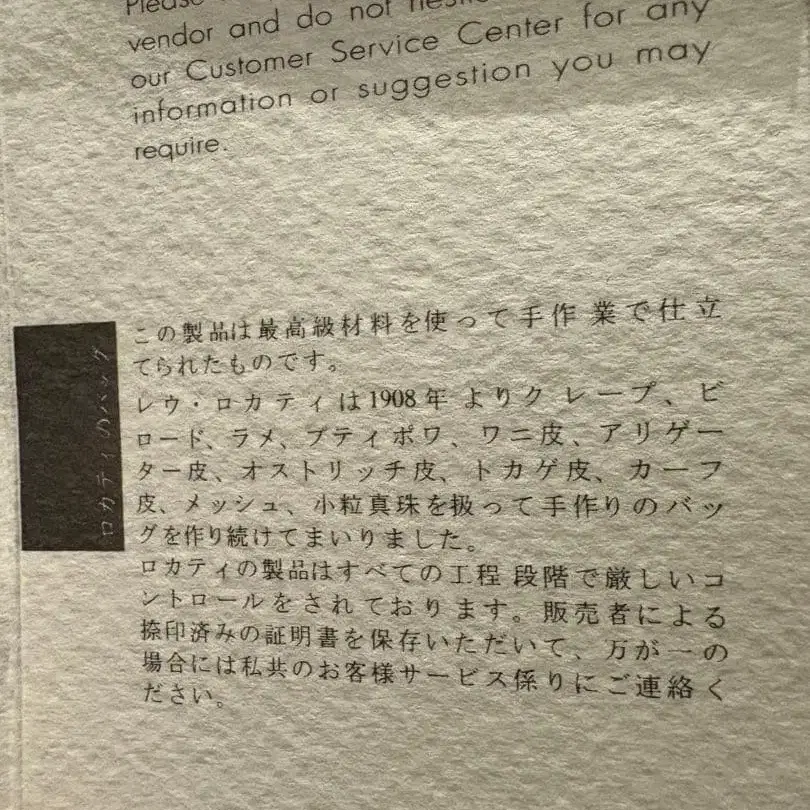 Please
vendor and do not
our Customer Service Center for any
information or suggestion you may
require.
ロカティのバッグ
この製品は最高級材料を使って手作業で仕立
てられたものです。
レウ・ロカティは1908年よりクレープ、ビ
ロード、ラメ、プティポワ、ワニ皮、アリゲー
ター皮、オストリッチ皮、トカゲ皮、カーフ
皮、メッシュ、小粒真珠を扱って手作りのバッ
グを作り続けてまいりました。
ロカティの製品はすべての工程段階で厳しいコ
ントロールをされております。販売者による
捺印済みの証明書を保存いただいて、万が一の
場合には私共のお客様サービス係りにご連絡く
ださい。